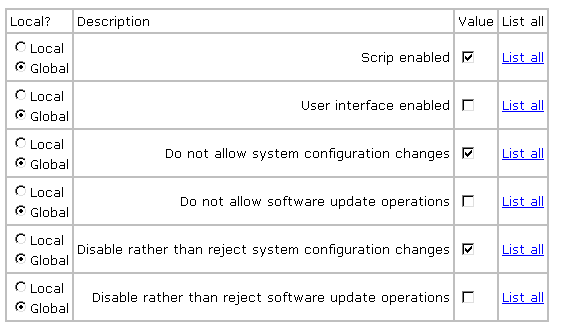 Local? Description Value List all
Local
Global Scrip enabled List all
Local
Global User interface enabled List all
Local
Global Do not allow system configuration changes List all
Local
Global Do not allow software update operations List all
Local
Global Disable rather than reject system configuration changes List all
Local
Global Disable rather than reject software update operations List all